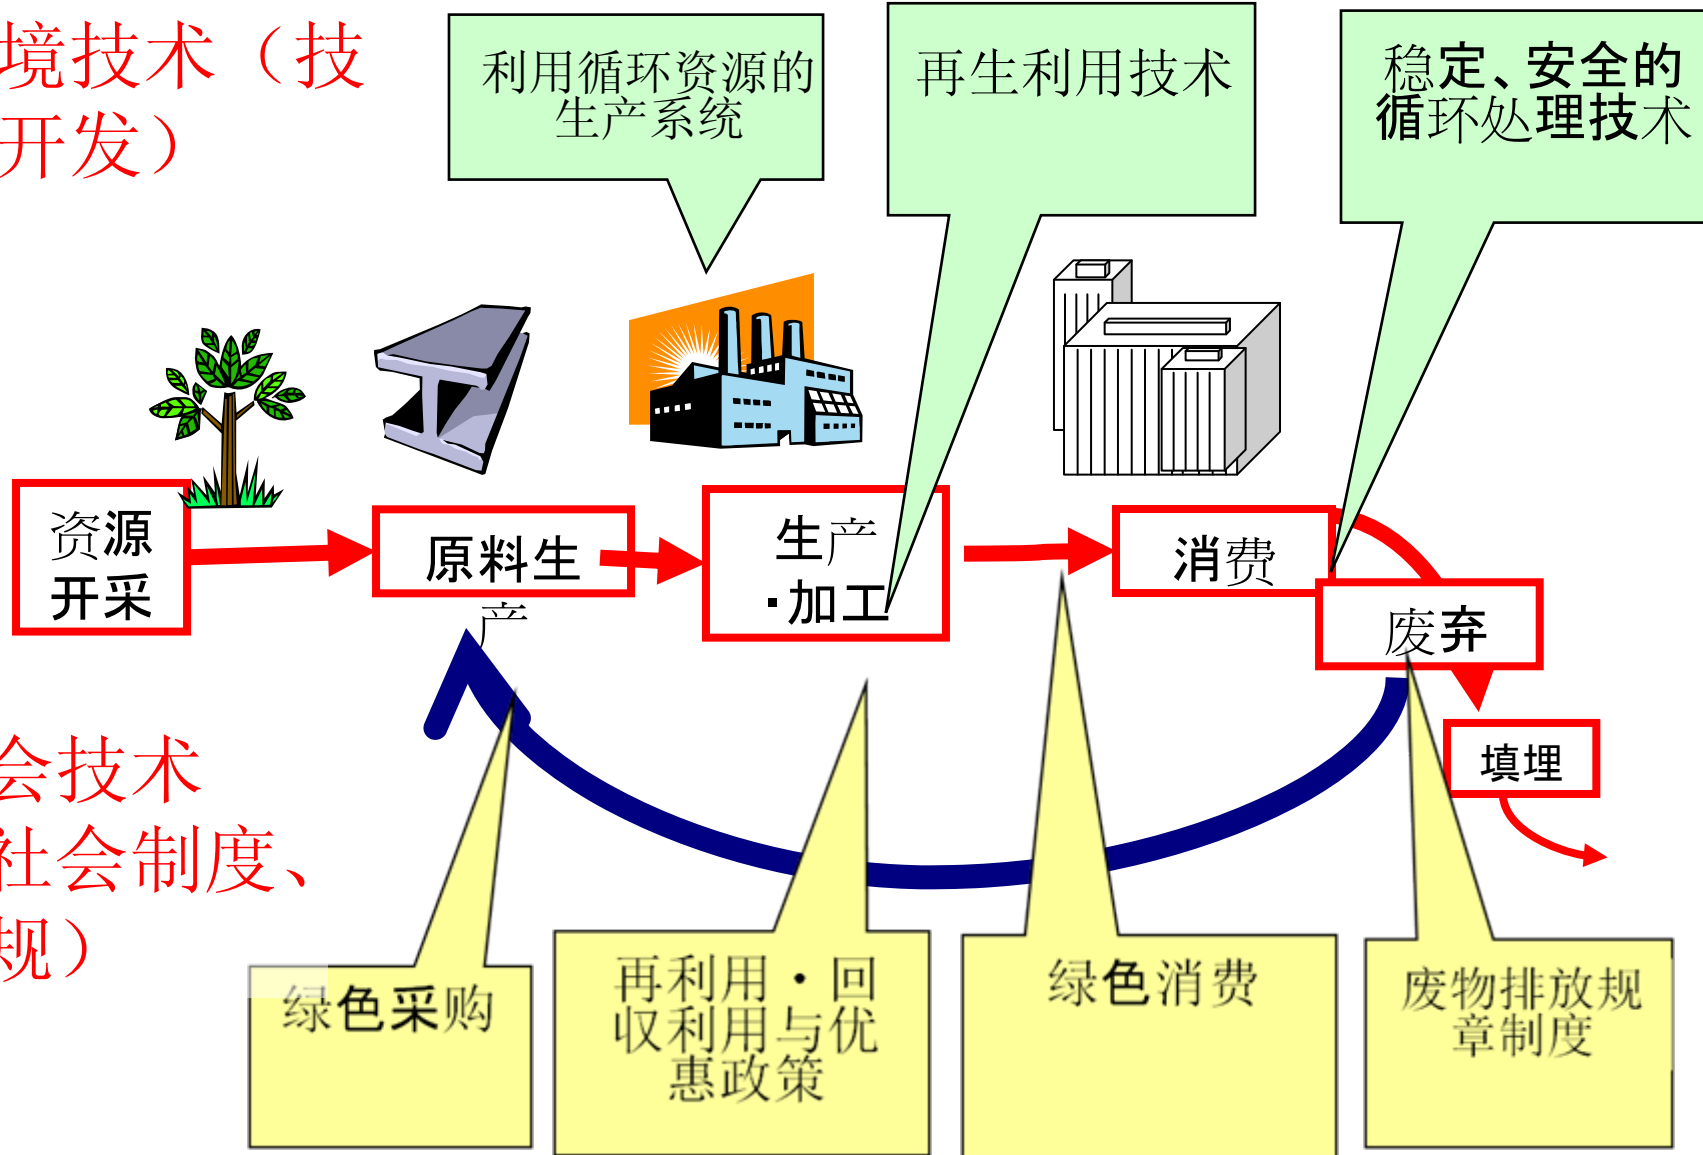 境技术（技
开发）
利用循环资源的
生产系统
再生利用技术
稳定、安全的
循环处理技术
资源
开采
原料生
产
生产
·加工
消费
废弃
填埋
会技术
社会制度、
规）
绿色采购
再利用·回
收利用与优
惠政策
绿色消费
废物排放规
章制度